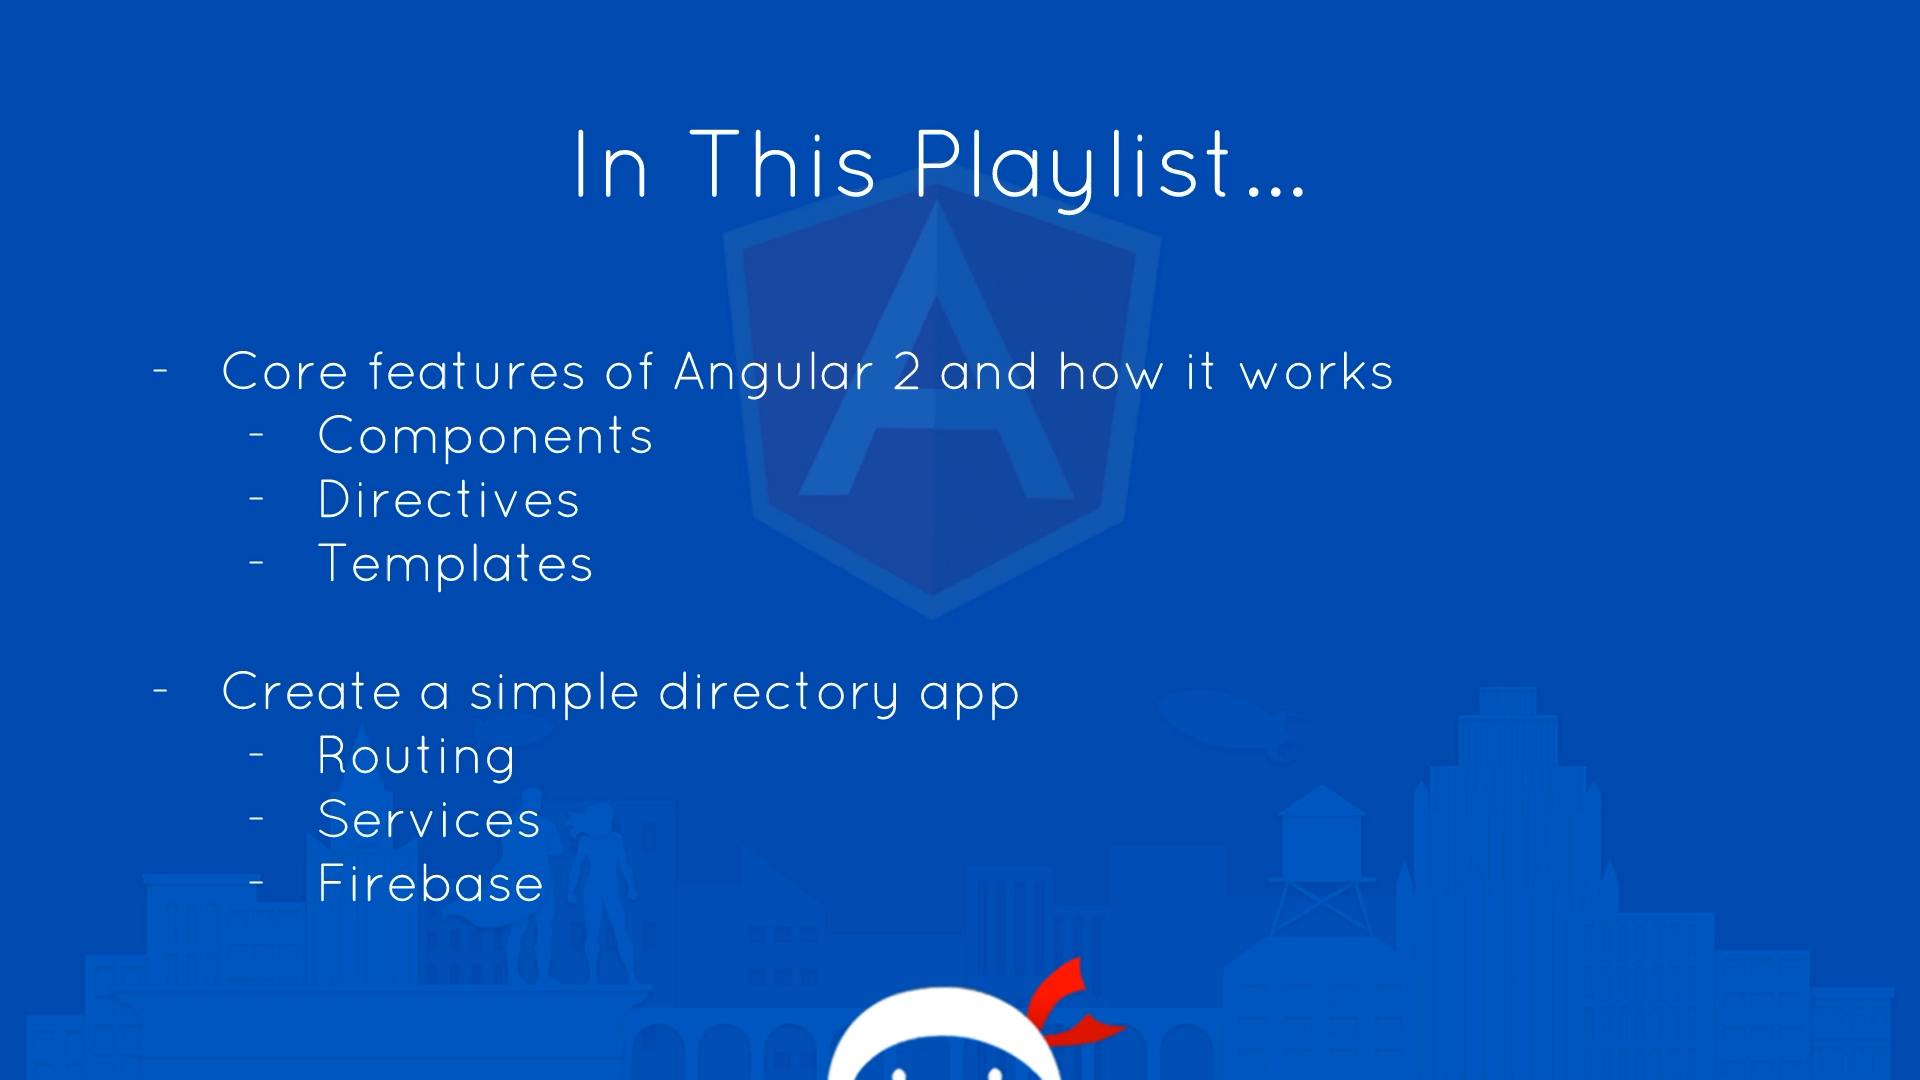 In This Playlist...
- Core features of Angular 2 and how it works
- Components
- Directives
- Templates
- Create a simple directory app
- Routing
- Services
- Firebase